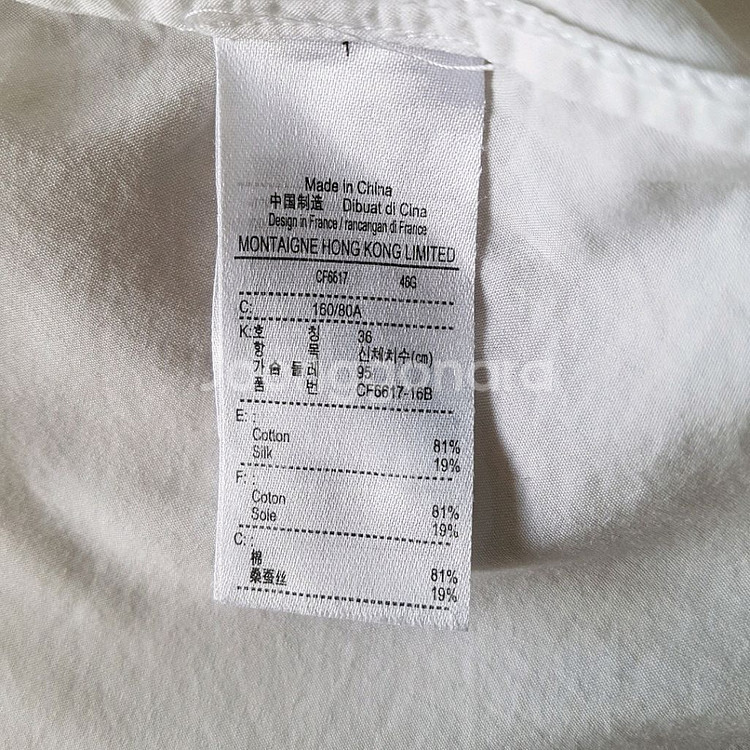 1
Made in China
中国制造 Dibuat di Cina
Design in France / rancangan di France
MONTAIGNE HONG KONG LIMITED
CF6617 46G
C: 160/80A
K: 호 칭 36
항 목 신체치수(cm)
가슴 둘레 95
품 번 CF6617-16B
E: :
Cotton 81%
Silk 19%
F: :
Coton 81%
Soie 19%
C: :
棉 81%
桑蚕丝 19%